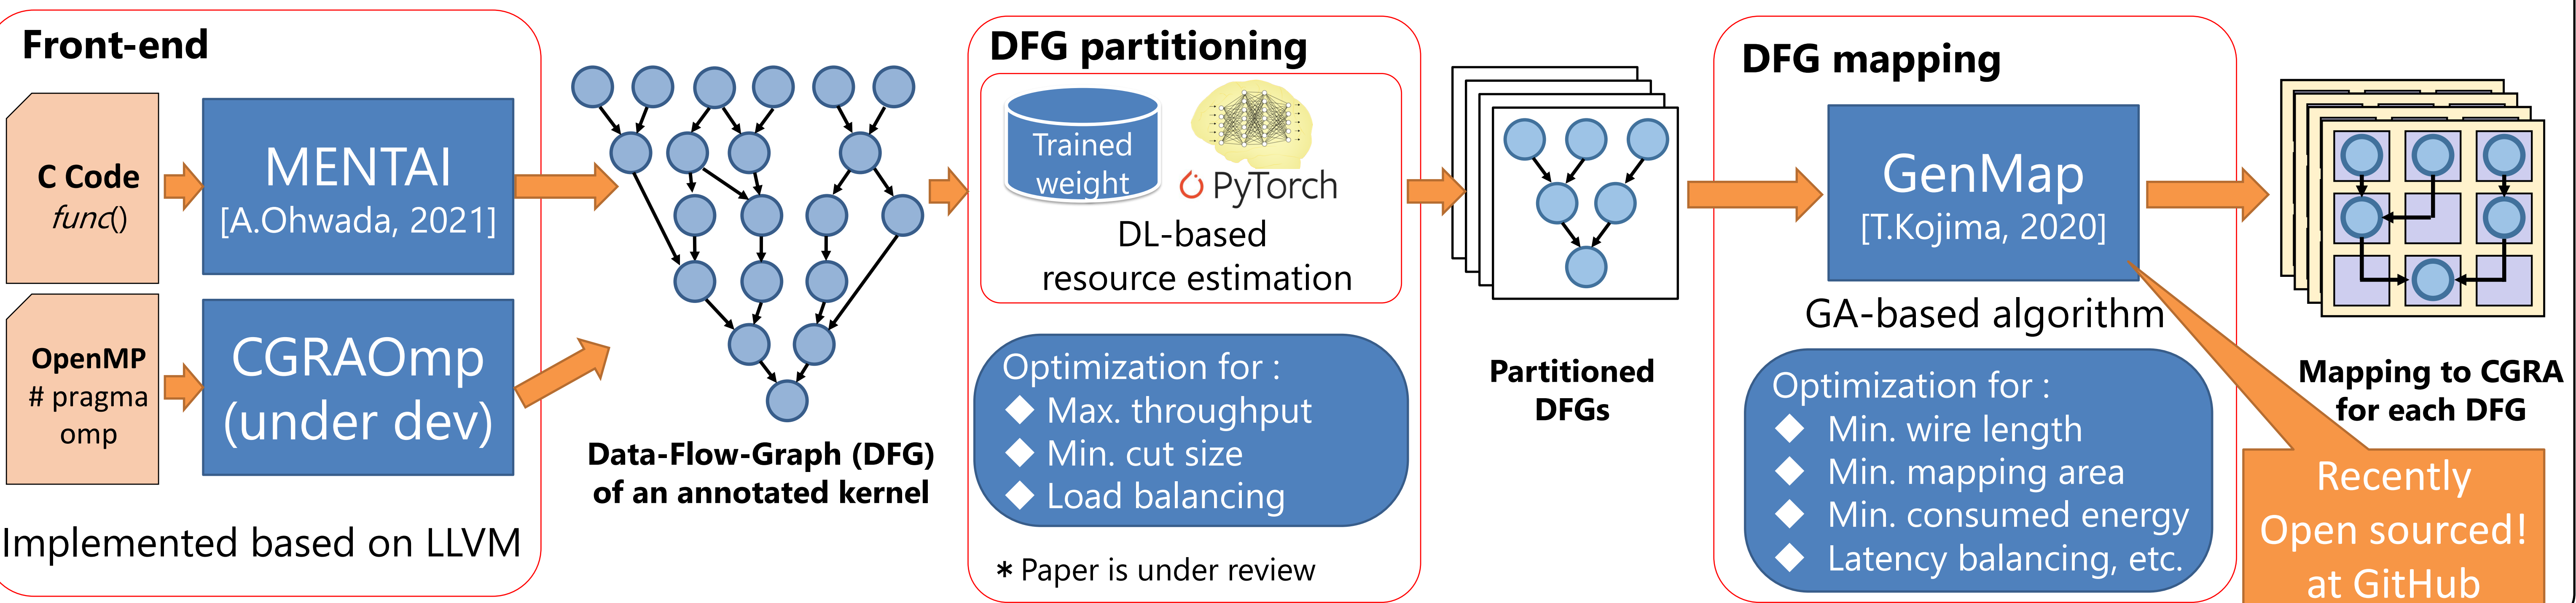 Front-end
C Code
func()
MENTAI
[A.Ohwada, 2021]
OpenMP
# pragma
omp
CGRAOmp
(under dev)
Implemented based on LLVM
Data-Flow-Graph (DFG)
of an annotated kernel
DFG partitioning
Trained
weight
PyTorch
DL-based
resource estimation
Optimization for :
◆ Max. throughput
◆ Min. cut size
◆ Load balancing
* Paper is under review
Partitioned
DFGs
DFG mapping
GenMap
[T.Kojima, 2020]
GA-based algorithm
Optimization for :
◆ Min. wire length
◆ Min. mapping area
◆ Min. consumed energy
◆ Latency balancing, etc.
Mapping to CGRA
for each DFG
Recently
Open sourced!
at GitHub